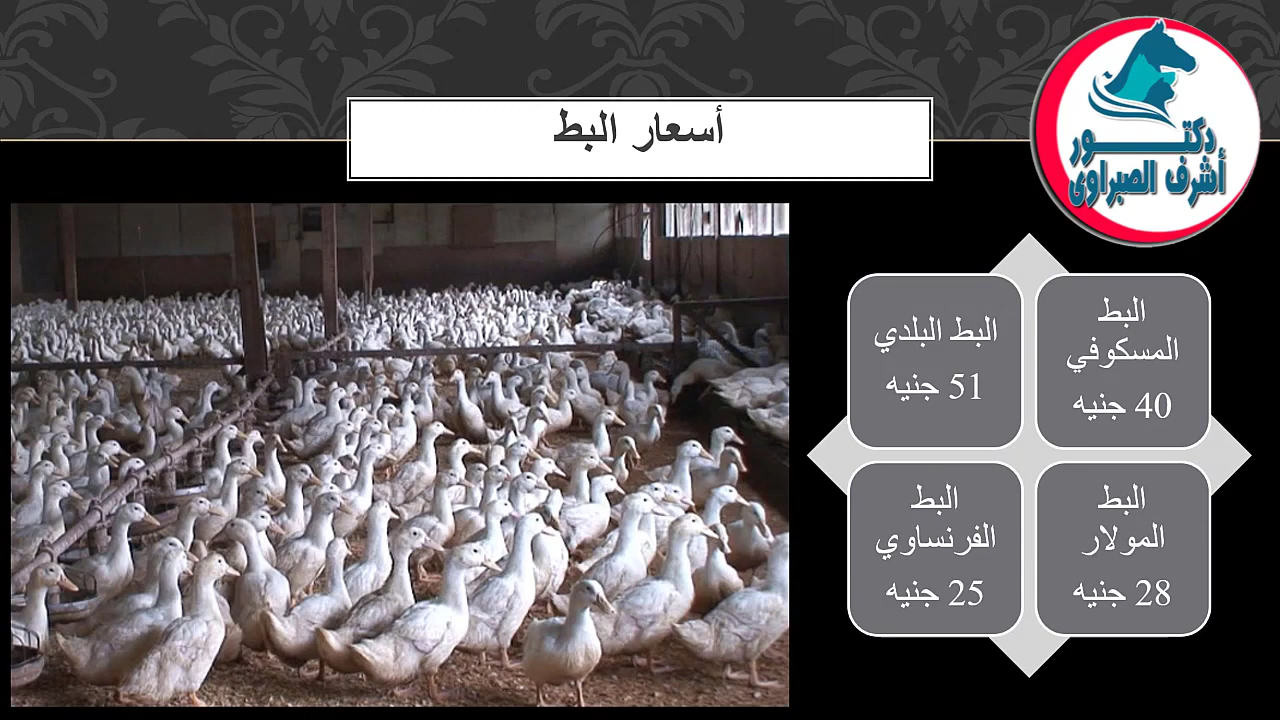 أسعار البط
دكتور
أشرف الصبراوى
البط
المسكوفي
40 جنيه
البط البلدي
51 جنيه
البط
المولار
28 جنيه
البط
الفرنساوي
25 جنيه